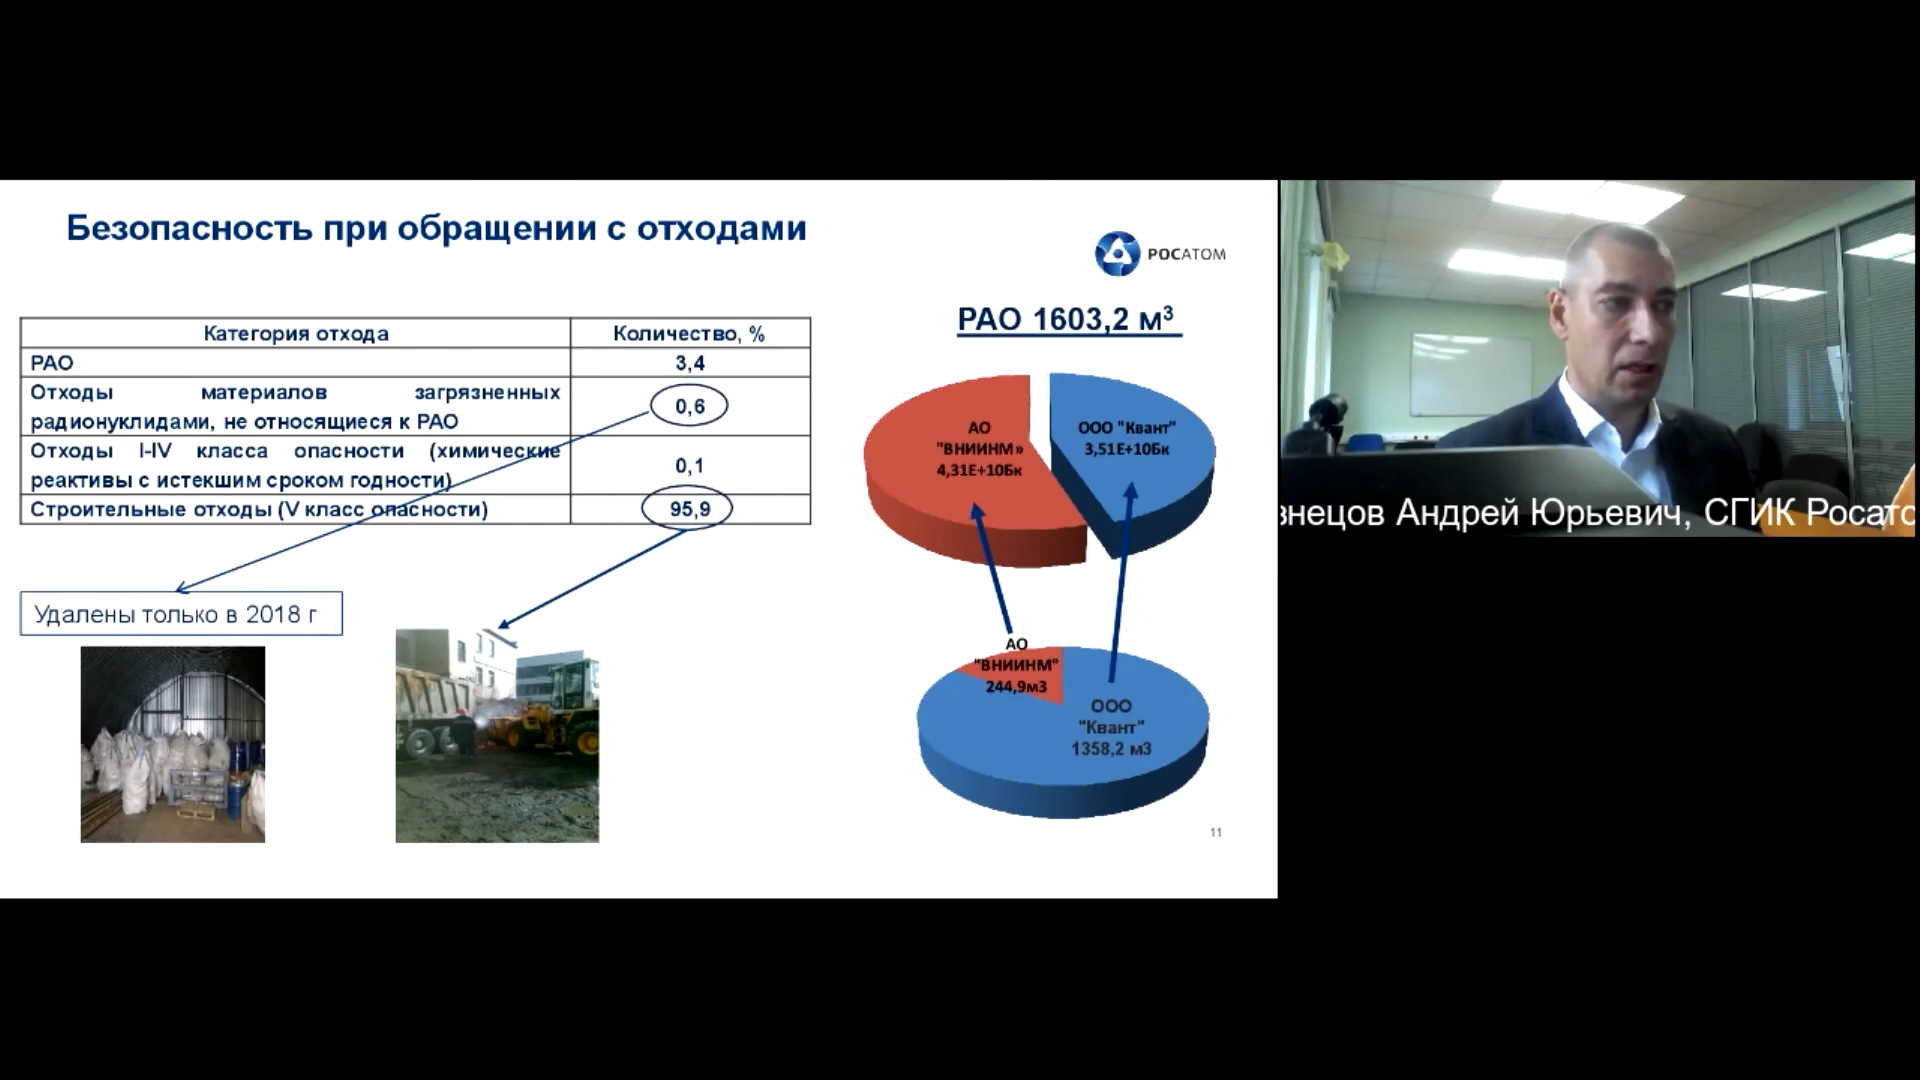 Безопасность при обращении с отходами
РОСАТОМ
Категория отхода
Количество, %
РАО
3,4
Отходы материалов загрязненных
радионуклидами, не относящиеся к РАО
0,6
Отходы I-IV класса опасности (химические
реактивы с истекшим сроком годности)
0,1
Строительные отходы (V класс опасности)
95,9
Удалены только в 2018 г
РАО 1603,2 м³
АО
"ВНИИНМ»
4,31Е+10Бк
ООО "Квант"
3,51Е+10Бк
АО
"ВНИИНМ"
244,9м3
ООО
"Квант"
1358,2 м3
11
знецов Андрей Юрьевич, СГИК Росато